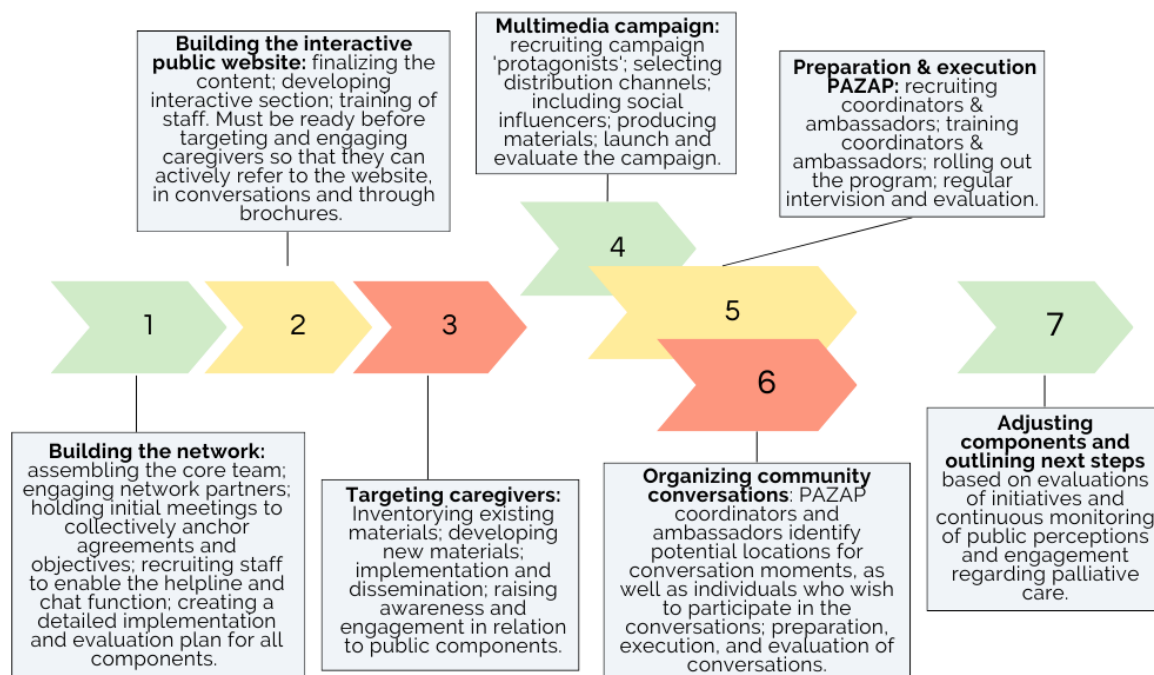 Building the interactive
public website: finalizing the
content; developing
interactive section; training of
staff. Must be ready before
targeting and engaging
caregivers so that they can
actively refer to the website,
in conversations and through
brochures.
Multimedia campaign:
recruiting campaign
'protagonists'; selecting
distribution channels;
including social
influencers; producing
materials; launch and
evaluate the campaign.
Preparation & execution
PAZAP: recruiting
coordinators &
ambassadors; training
coordinators &
ambassadors; rolling out
the program; regular
intervision and evaluation.
1
2
3
4
5
6
7
Building the network:
assembling the core team;
engaging network partners;
holding initial meetings to
collectively anchor
agreements and
objectives; recruiting staff
to enable the helpline and
chat function; creating a
detailed implementation
and evaluation plan for all
components.
Targeting caregivers:
Inventorying existing
materials; developing
new materials;
implementation and
dissemination; raising
awareness and
engagement in relation
to public components.
Organizing community
conversations: PAZAP
coordinators and
ambassadors identify
potential locations for
conversation moments, as
well as individuals who wish
to participate in the
conversations; preparation,
execution, and evaluation of
conversations.
Adjusting
components and
outlining next steps
based on evaluations
of initiatives and
continuous monitoring
of public perceptions
and engagement
regarding palliative
care.